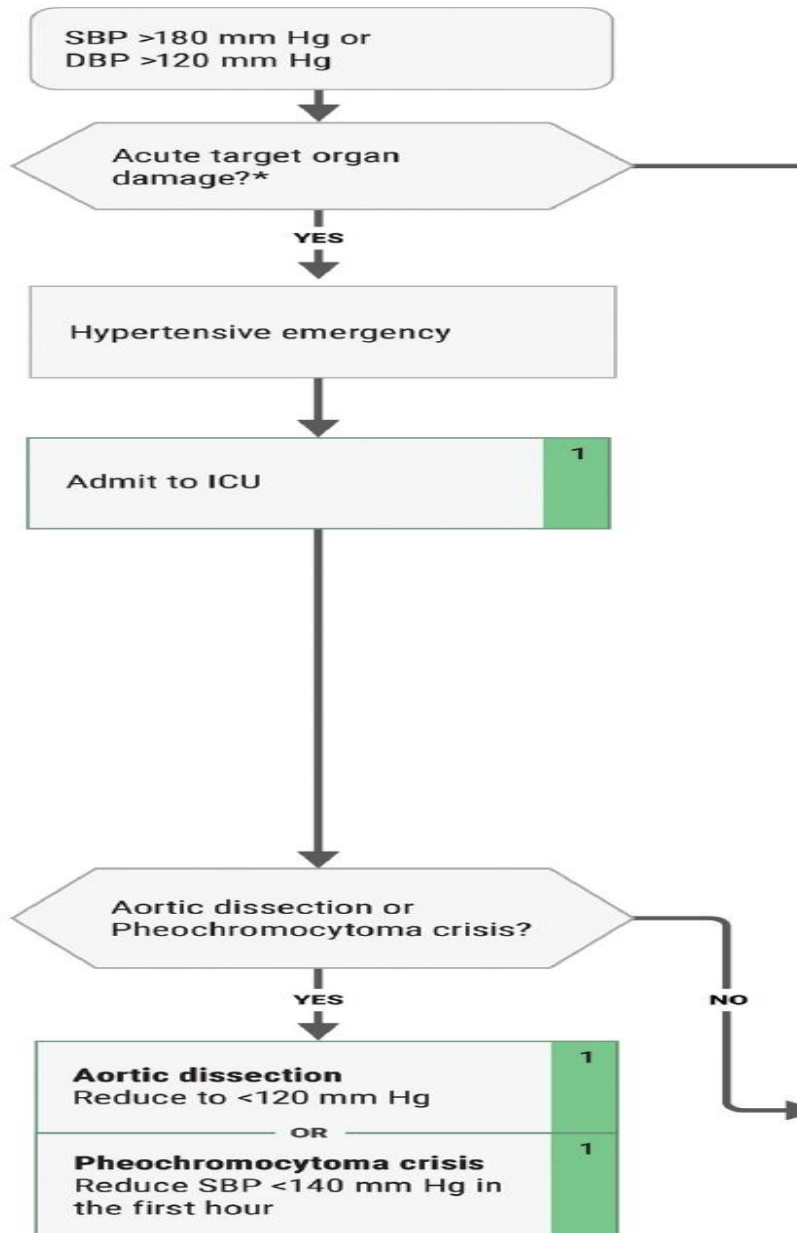 SBP >180 mm Hg or
DBP >120 mm Hg
Acute target organ
damage?*
YES
Hypertensive emergency
Admit to ICU
1
Aortic dissection or
Pheochromocytoma crisis?
YES
NO
Aortic dissection
Reduce to <120 mm Hg
1
OR
Pheochromocytoma crisis
Reduce SBP <140 mm Hg in
the first hour
1